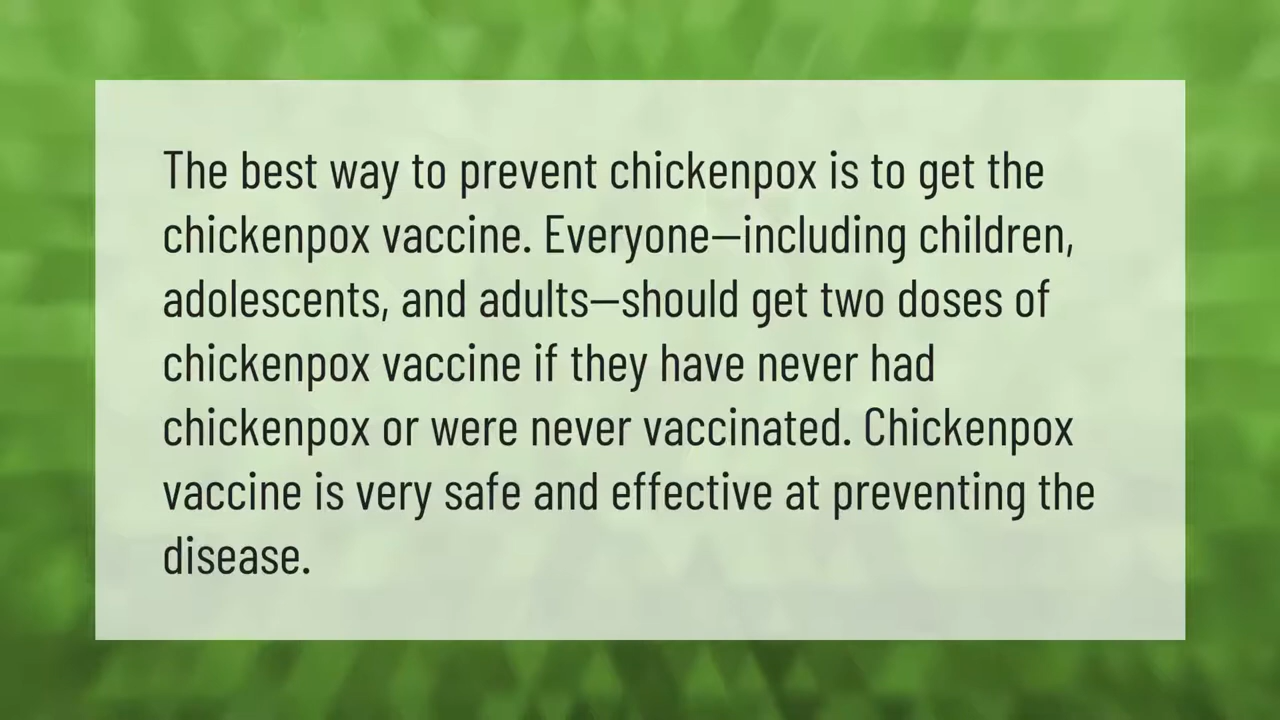 The best way to prevent chickenpox is to get the
chickenpox vaccine. Everyone—including children,
adolescents, and adults—should get two doses of
chickenpox vaccine if they have never had
chickenpox or were never vaccinated. Chickenpox
vaccine is very safe and effective at preventing the
disease.